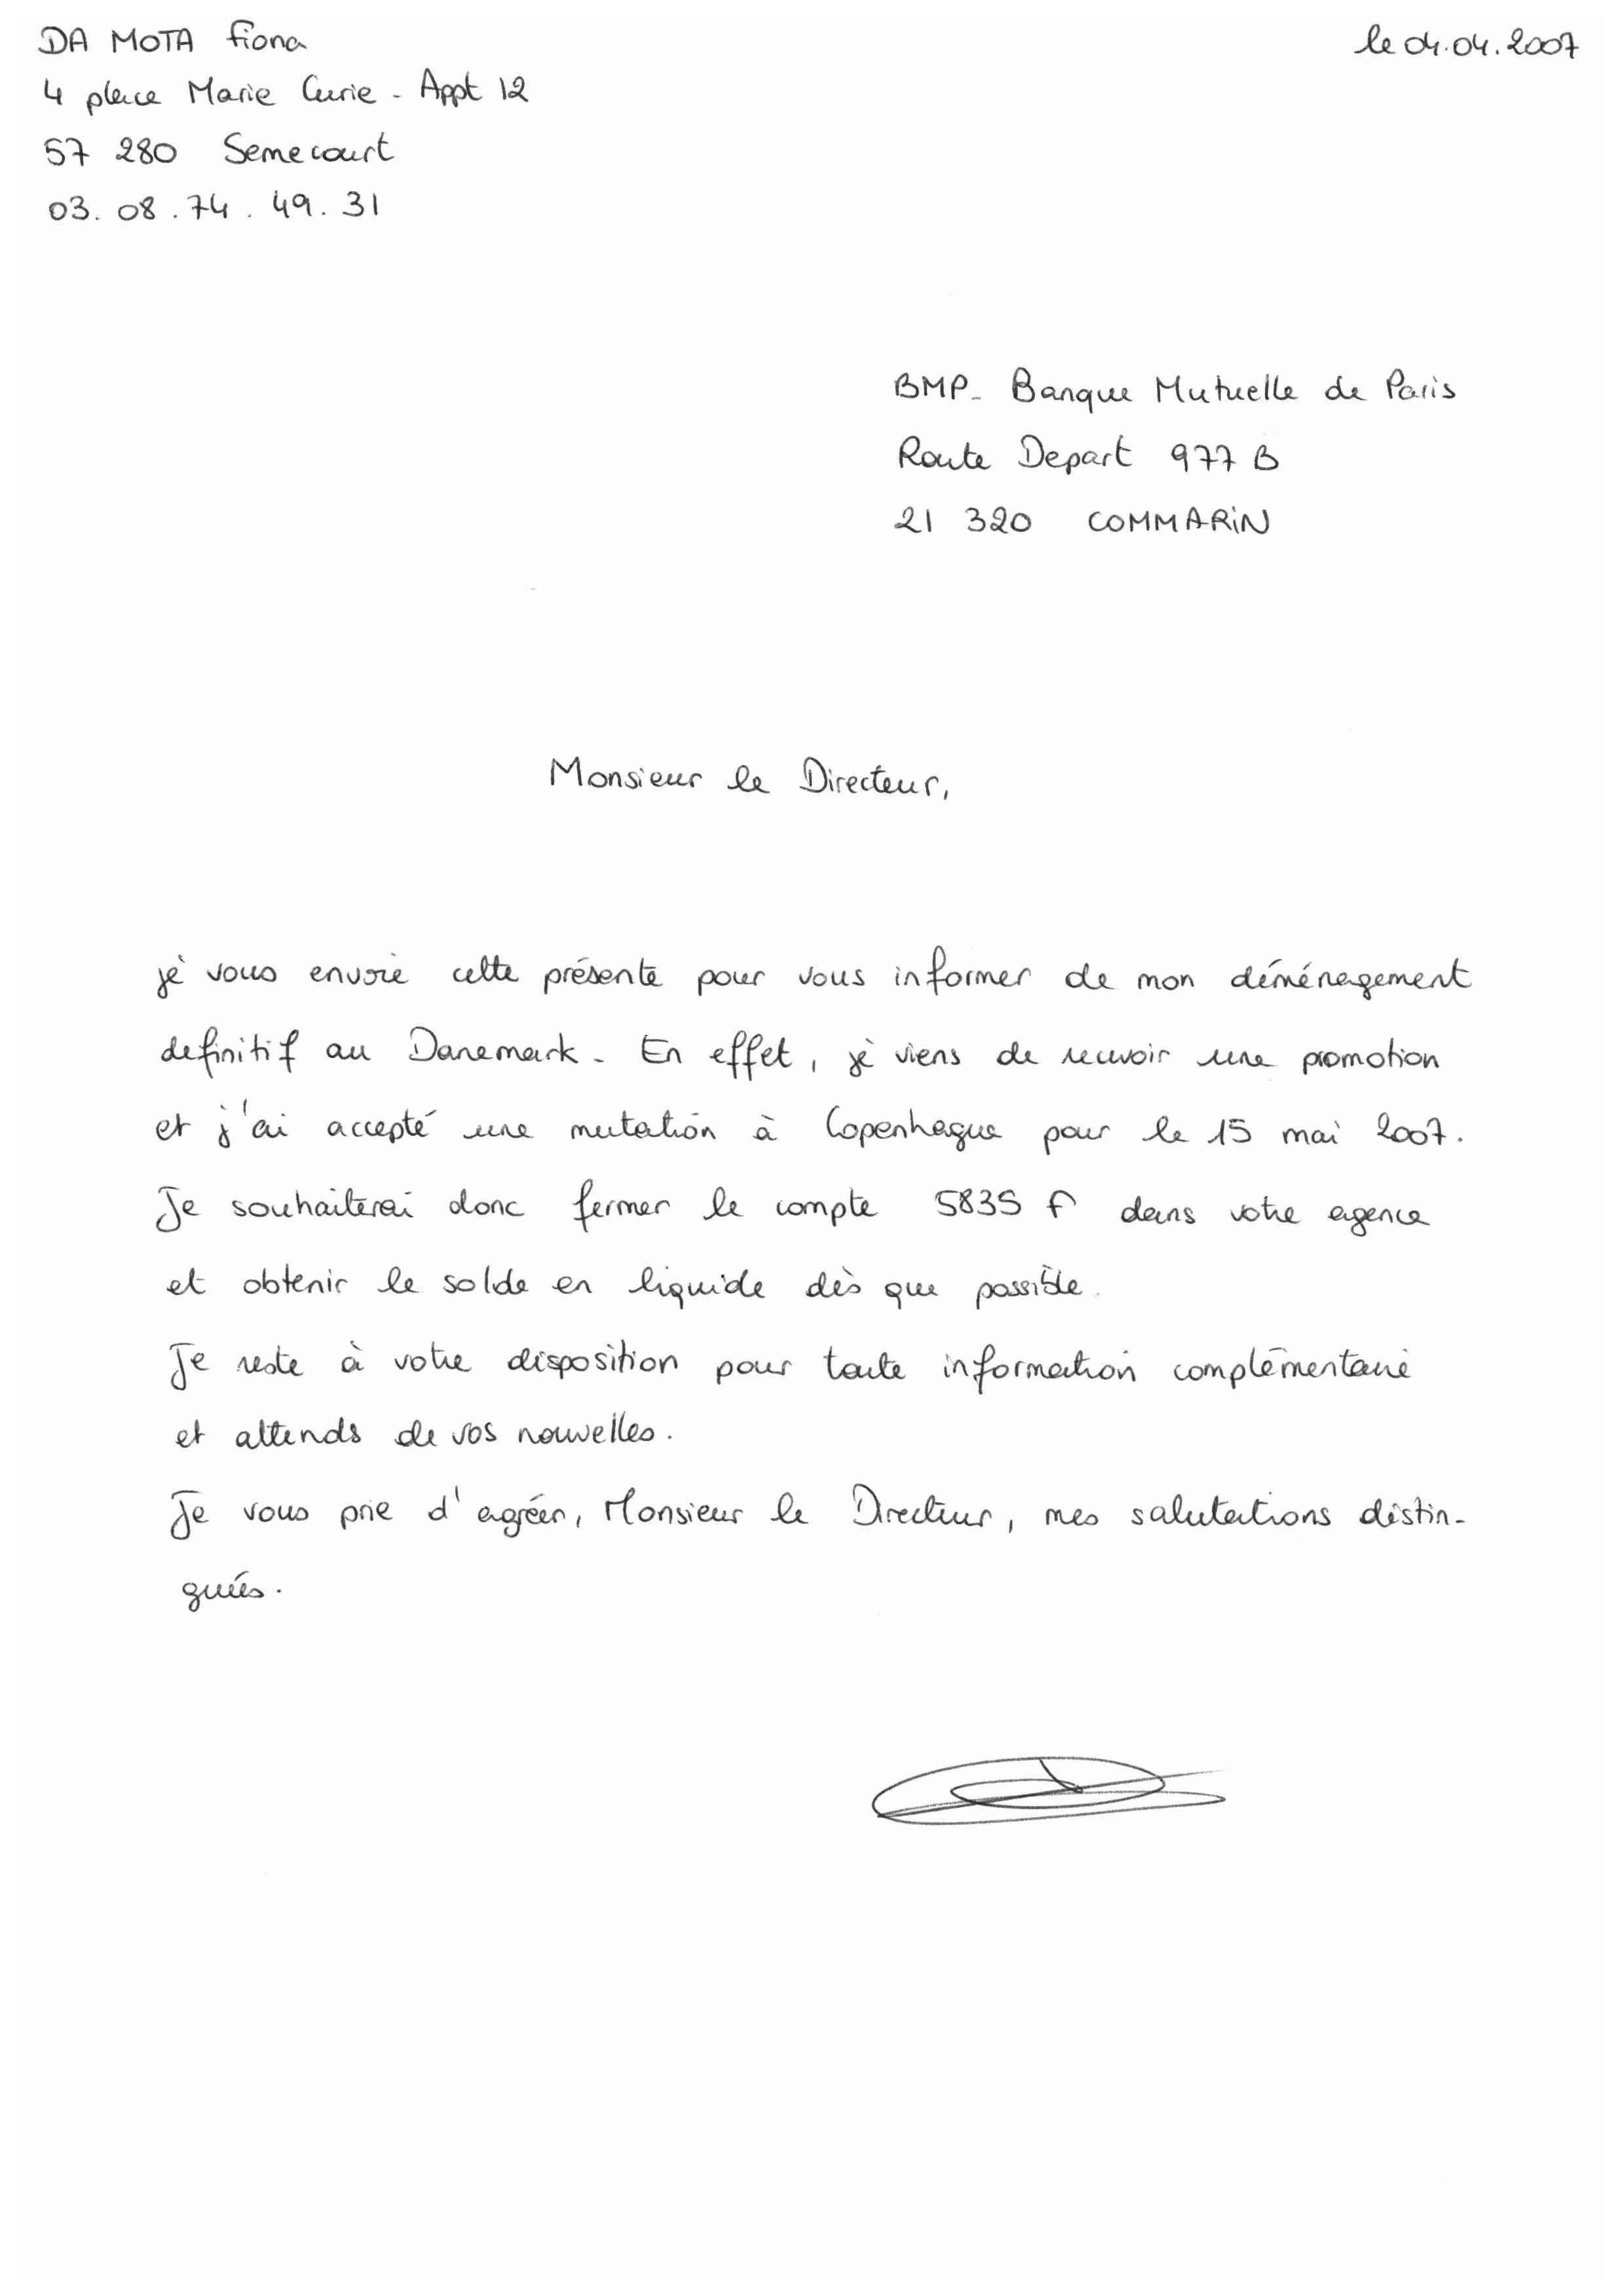 DA MOTA Fiona
le 04.04.2007
4 place Marie Curie - Appt 12
57 280 Semecourt
03. 08. 74. 49. 31
BMP- Banque Mutuelle de Paris
Route Depart 977 B
21 320 COMMARIN
Monsieur le Directeur,
je vous envoie cette présente pour vous informer de mon déménagement
definitif au Danemark. En effet, je viens de recevoir une promotion
et j'ai accepté une mutation à Copenhague pour le 15 mai 2007.
Je souhaiterai donc fermer le compte 5835 F dans votre agence
et obtenir le solde en liquide dès que possible.
Je reste à votre disposition pour toute information complémentaire
et attends de vos nouvelles.
Je vous prie d'agréer, Monsieur le Directeur, mes salutations distin-
guées.